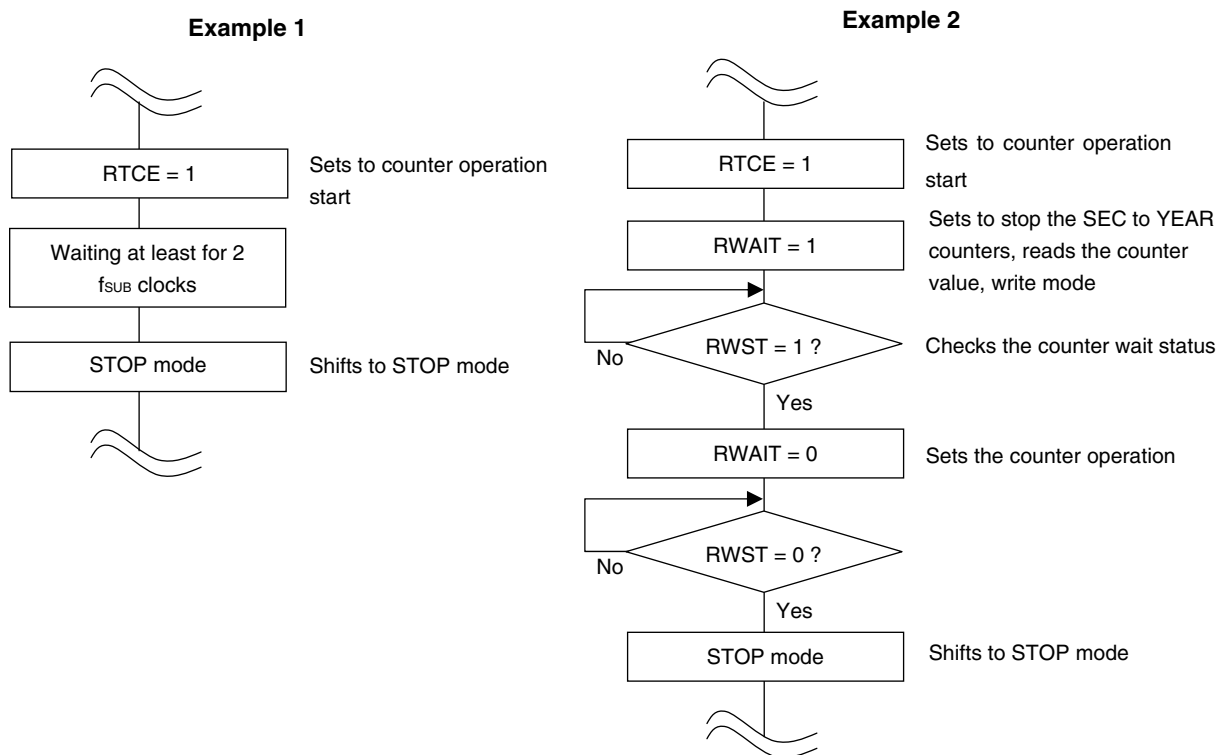 Example 1
RTCE = 1
Sets to counter operation
start
Waiting at least for 2
fSUB clocks
STOP mode
Shifts to STOP mode
Example 2
RTCE = 1
Sets to counter operation
start
RWAIT = 1
Sets to stop the SEC to YEAR
counters, reads the counter
value, write mode
No
RWST = 1 ?
Checks the counter wait status
Yes
RWAIT = 0
Sets the counter operation
No
RWST = 0 ?
Yes
STOP mode
Shifts to STOP mode